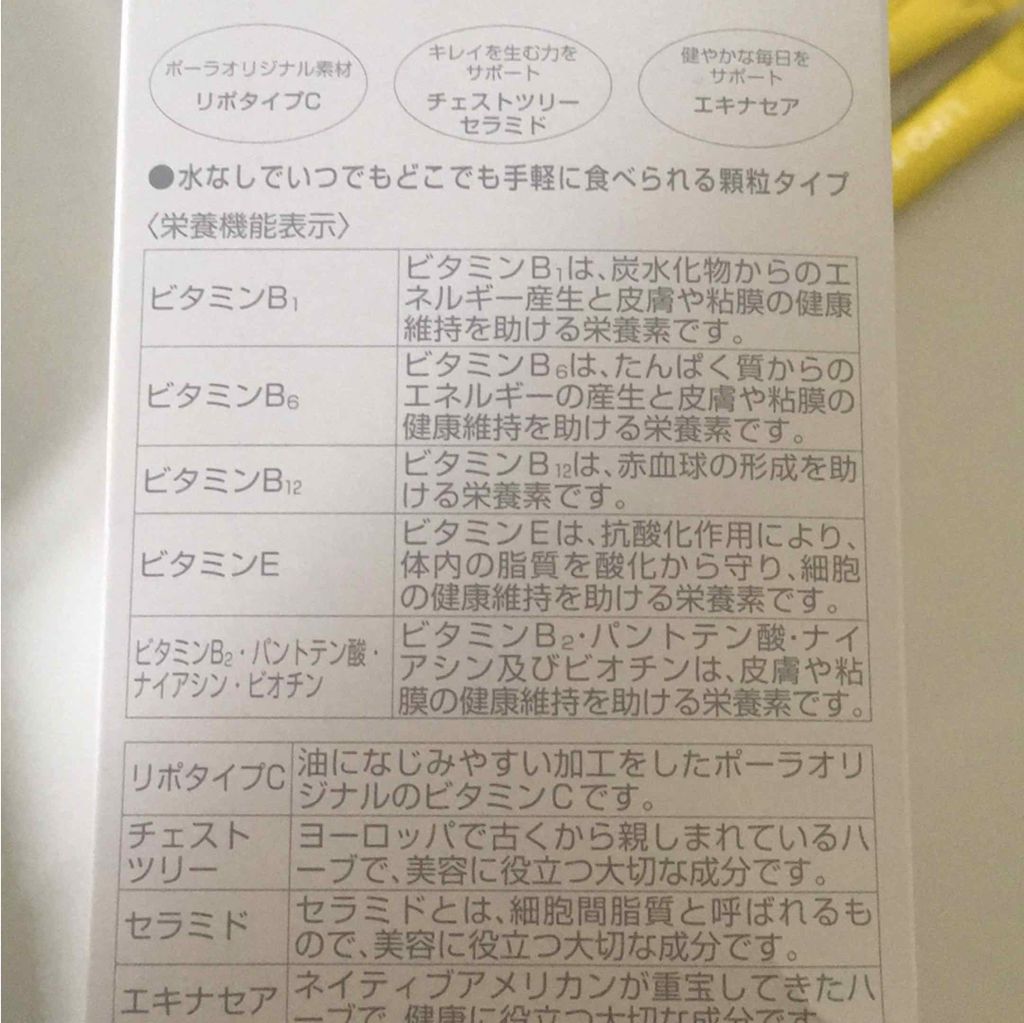 ポーラオリジナル素材
リポタイプC
キレイを生む力を
サポート
チェストツリー
セラミド
健やかな毎日を
サポート
エキナセア
●水なしでいつでもどこでも手軽に食べられる顆粒タイプ
〈栄養機能表示〉
ビタミンB₁
ビタミンB₁は、炭水化物からのエ
ネルギー産生と皮膚や粘膜の健康
維持を助ける栄養素です。
ビタミンB₆
ビタミンB₆は、たんぱく質からの
エネルギーの産生と皮膚や粘膜の
健康維持を助ける栄養素です。
ビタミンB₁₂
ビタミンB₁₂は、赤血球の形成を助
ける栄養素です。
ビタミンE
ビタミンEは、抗酸化作用により、
体内の脂質を酸化から守り、細胞
の健康維持を助ける栄養素です。
ビタミンB₂・パントテン酸・
ナイアシン・ビオチン
ビタミンB₂・パントテン酸・ナイ
アシン及びビオチンは、皮膚や粘
膜の健康維持を助ける栄養素です。
リポタイプC
油になじみやすい加工をしたポーラオリ
ジナルのビタミンCです。
チェスト
ツリー
ヨーロッパで古くから親しまれているハ
ーブで、美容に役立つ大切な成分です。
セラミド
セラミドとは、細胞間脂質と呼ばれるも
ので、美容に役立つ大切な成分です。
エキナセア
ネイティブアメリカンが重宝してきたハ
ーブで、健康に役立つ大切な成分です。